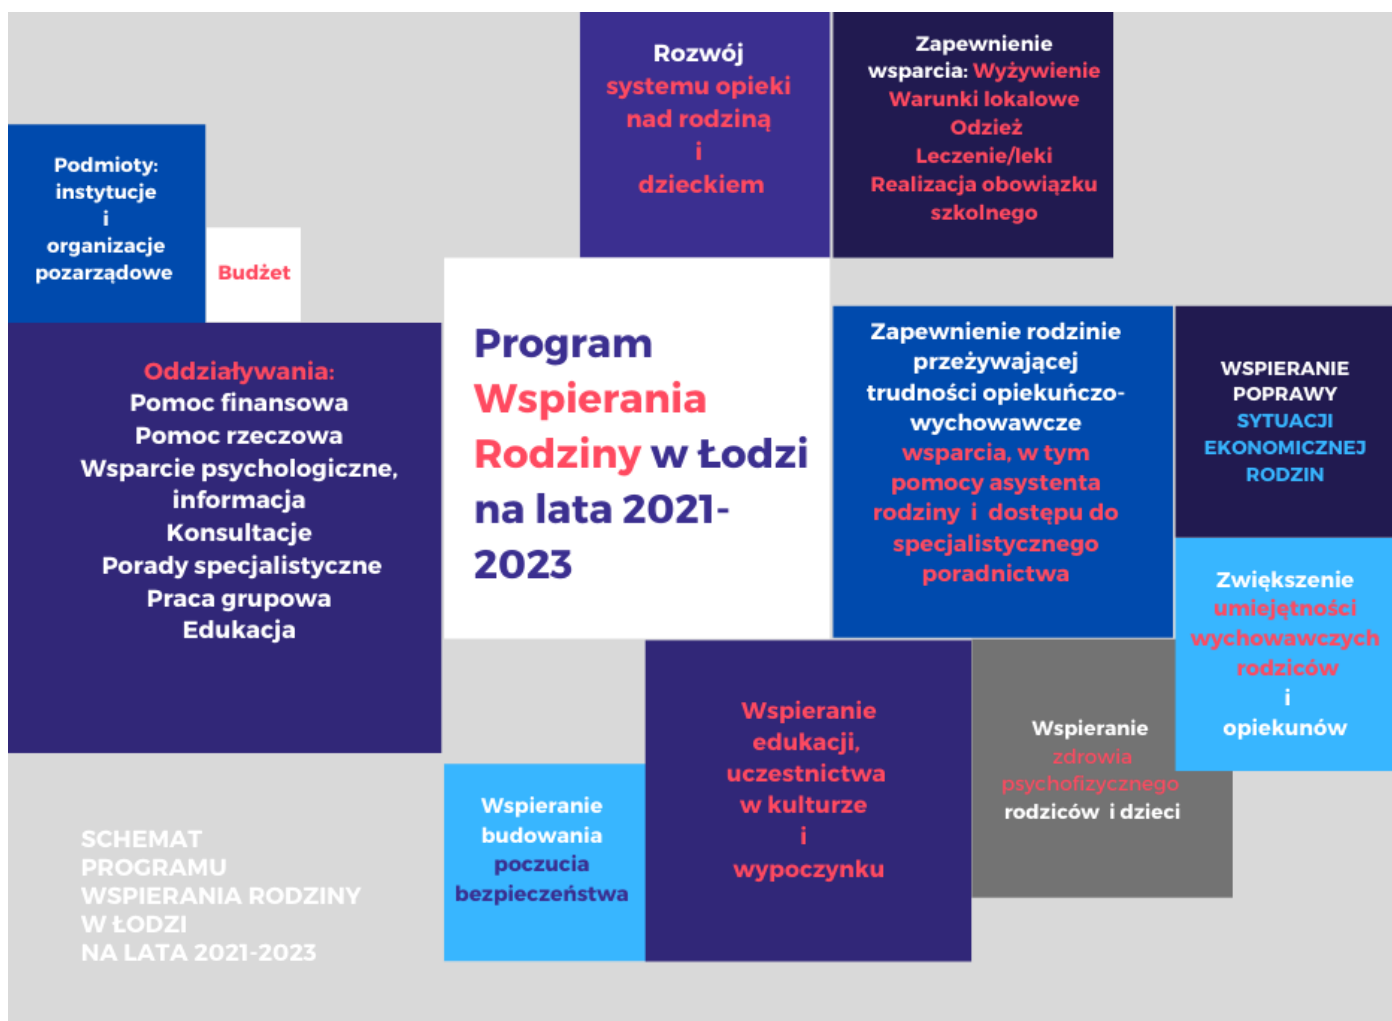 Rozwój
systemu opieki
nad rodziną
i
dzieckiem
Zapewnienie
wsparcia: Wyżywienie
Warunki lokalowe
Odzież
Leczenie/leki
Realizacja obowiązku
szkolnego
Podmioty:
instytucje
i
organizacje
pozarządowe
Budżet
Oddziaływania:
Pomoc finansowa
Pomoc rzeczowa
Wsparcie psychologiczne,
informacja
Konsultacje
Porady specjalistyczne
Praca grupowa
Edukacja
Program
Wspierania
Rodziny w Łodzi
na lata 2021-
2023
Zapewnienie rodzinie
przeżywającej
trudności opiekuńczo-
wychowawcze
wsparcia, w tym
pomocy asystenta
rodziny i dostępu do
specjalistycznego
poradnictwa
WSPIERANIE
POPRAWY
SYTUACJI
EKONOMICZNEJ
RODZIN
Zwiększenie
umiejętności
wychowawczych
rodziców
i
opiekunów
Wspieranie
edukacji,
uczestnictwa
w kulturze
i
wypoczynku
Wspieranie
zdrowia
psychofizycznego
rodziców i dzieci
Wspieranie
budowania
poczucia
bezpieczeństwa
SCHEMAT
PROGRAMU
WSPIERANIA RODZINY
W ŁODZI
NA LATA 2021-2023